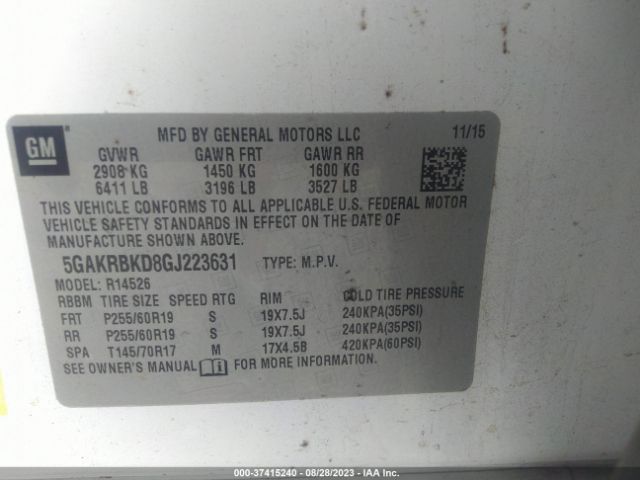 GM
MFD BY GENERAL MOTORS LLC 11/15
GVWR GAWR FRT GAWR RR
2908 KG 1450 KG 1600 KG
6411 LB 3196 LB 3527 LB
THIS VEHICLE CONFORMS TO ALL APPLICABLE U.S. FEDERAL MOTOR
VEHICLE SAFETY STANDARDS IN EFFECT ON THE DATE OF
MANUFACTURE SHOWN ABOVE.
5GAKRBKD8GJ223631 TYPE: M.P.V.
MODEL: R14526
RBBM TIRE SIZE SPEED RTG RIM COLD TIRE PRESSURE
FRT P255/60R19 S 19X7.5J 240KPA(35PSI)
RR P255/60R19 S 19X7.5J 240KPA(35PSI)
SPA T145/70R17 M 17X4.5B 420KPA(60PSI)
SEE OWNER'S MANUAL FOR MORE INFORMATION.
000-37415240 - 08/28/2023 - IAAI.COM